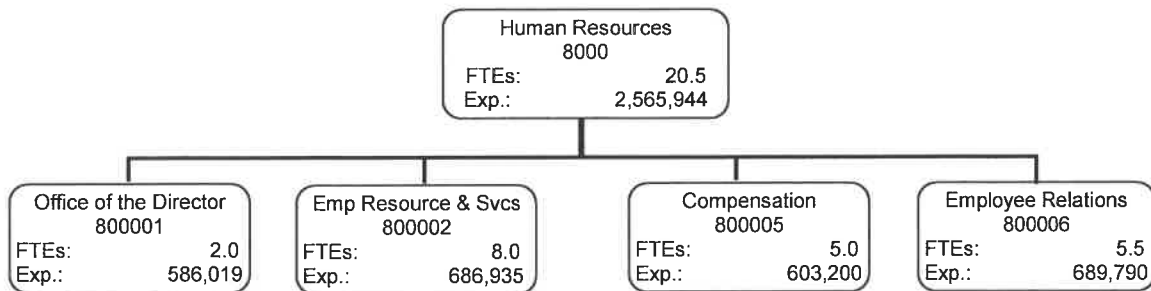 Human Resources
8000
FTEs: 20.5
Exp.: 2,565,944
Office of the Director
800001
FTEs: 2.0
Exp.: 586,019
Emp Resource & Svcs
800002
FTEs: 8.0
Exp.: 686,935
Compensation
800005
FTEs: 5.0
Exp.: 603,200
Employee Relations
800006
FTEs: 5.5
Exp.: 689,790